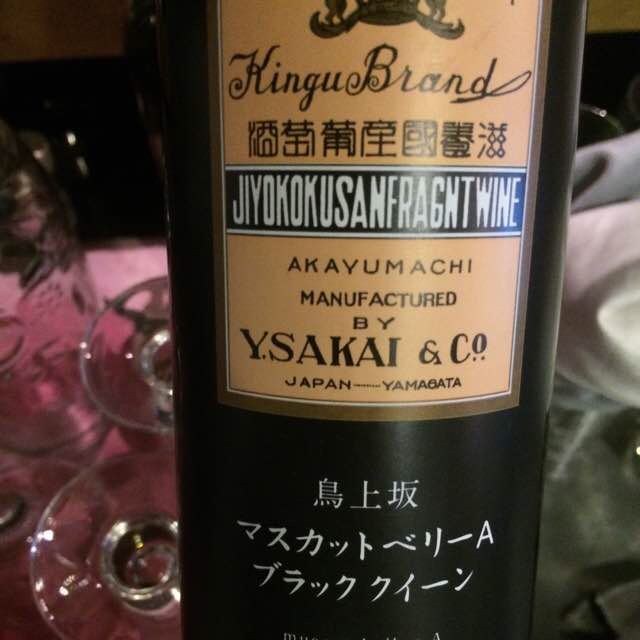 Kingu Brand
酒萄葡産國養滋
JIYOKOKUSANFRAGNTWINE
AKAYUMACHI
MANUFACTURED
BY
Y.SAKAI & Co.
JAPAN YAMAGATA
鳥上坂
マスカットベリーA
ブラック クイーン